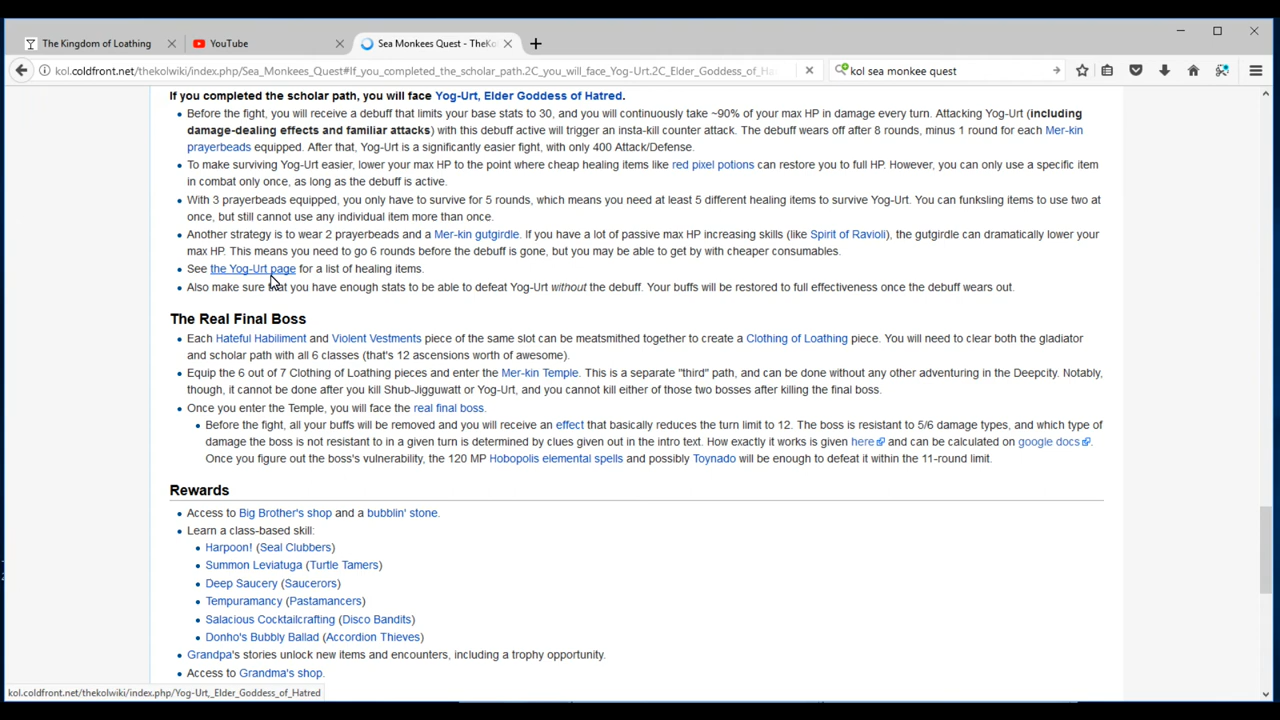 The Kingdom of Loathing
YouTube
Sea Monkees Quest - TheKo
kol.coldfront.net/thekolwiki/index.php/Sea_Monkees_Quest#If_you_completed_the_scholar_path.2C_you_will_face_Yog-Urt.2C_Elder_Goddess_of_Ha
kol sea monkee quest
If you completed the scholar path, you will face Yog-Urt, Elder Goddess of Hatred.
Before the fight, you will receive a debuff that limits your base stats to 30, and you will continuously take ~90% of your max HP in damage every turn. Attacking Yog-Urt (including
damage-dealing effects and familiar attacks) with this debuff active will trigger an insta-kill counter attack. The debuff wears off after 8 rounds, minus 1 round for each Mer-kin
prayerbeads equipped. After that, Yog-Urt is a significantly easier fight, with only 400 Attack/Defense.
To make surviving Yog-Urt easier, lower your max HP to the point where cheap healing items like red pixel potions can restore you to full HP. However, you can only use a specific item
in combat only once, as long as the debuff is active.
With 3 prayerbeads equipped, you only have to survive for 5 rounds, which means you need at least 5 different healing items to survive Yog-Urt. You can funksling items to use two at
once, but still cannot use any individual item more than once.
Another strategy is to wear 2 prayerbeads and a Mer-kin gutgirdle. If you have a lot of passive max HP increasing skills (like Spirit of Ravioli), the gutgirdle can dramatically lower your
max HP. This means you need to go 6 rounds before the debuff is gone, but you may be able to get by with cheaper consumables.
See the Yog-Urt page for a list of healing items.
Also make sure that you have enough stats to be able to defeat Yog-Urt without the debuff. Your buffs will be restored to full effectiveness once the debuff wears out.
The Real Final Boss
Each Hateful Habiliment and Violent Vestments piece of the same slot can be meatsmithed together to create a Clothing of Loathing piece. You will need to clear both the gladiator
and scholar path with all 6 classes (that's 12 ascensions worth of awesome).
Equip the 6 out of 7 Clothing of Loathing pieces and enter the Mer-kin Temple. This is a separate "third" path, and can be done without any other adventuring in the Deepcity. Notably,
though, it cannot be done after you kill Shub-Jigguwatt or Yog-Urt, and you cannot kill either of those two bosses after killing the final boss.
Once you enter the Temple, you will face the real final boss.
Before the fight, all your buffs will be removed and you will receive an effect that basically reduces the turn limit to 12. The boss is resistant to 5/6 damage types, and which type of
damage the boss is not resistant to in a given turn is determined by clues given out in the intro text. How exactly it works is given here and can be calculated on google docs.
Once you figure out the boss's vulnerability, the 120 MP Hobopolis elemental spells and possibly Toynado will be enough to defeat it within the 11-round limit.
Rewards
Access to Big Brother's shop and a bubblin' stone.
Learn a class-based skill:
Harpoon! (Seal Clubbers)
Summon Leviatuga (Turtle Tamers)
Deep Saucery (Saucerors)
Tempuramancy (Pastamancers)
Salacious Cocktailcrafting (Disco Bandits)
Donho's Bubbly Ballad (Accordion Thieves)
Grandpa's stories unlock new items and encounters, including a trophy opportunity.
Access to Grandma's shop.
kol.coldfront.net/thekolwiki/index.php/Yog-Urt,_Elder_Goddess_of_Hatred